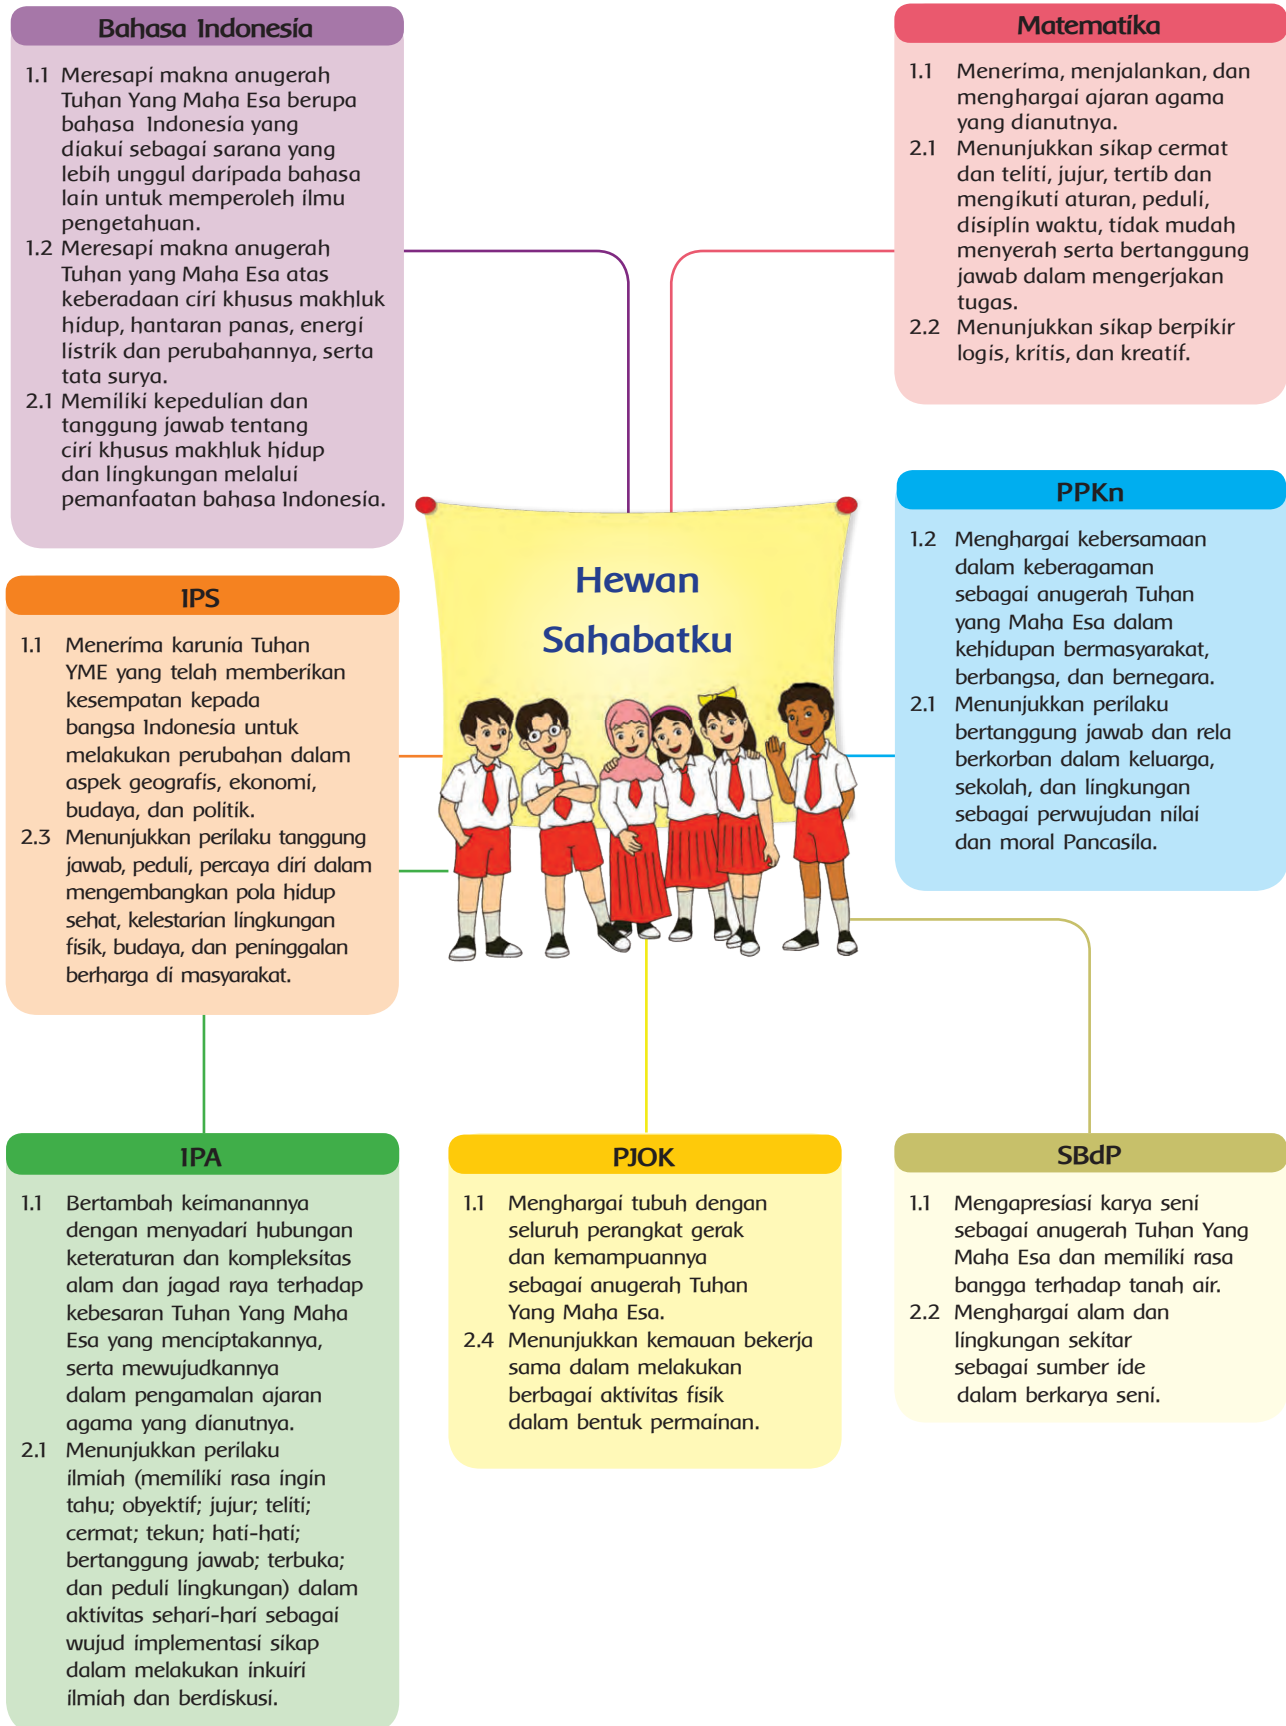 Bahasa Indonesia
1.1 Meresapi makna anugerah
Tuhan Yang Maha Esa berupa
bahasa Indonesia yang
diakui sebagai sarana yang
lebih unggul daripada bahasa
lain untuk memperoleh ilmu
pengetahuan.
1.2 Meresapi makna anugerah
Tuhan yang Maha Esa atas
keberadaan ciri khusus makhluk
hidup, hantaran panas, energi
listrik dan perubahannya, serta
tata surya.
2.1 Memiliki kepedulian dan
tanggung jawab tentang
ciri khusus makhluk hidup
dan lingkungan melalui
pemanfaatan bahasa Indonesia.
Matematika
1.1 Menerima, menjalankan, dan
menghargai ajaran agama
yang dianutnya.
2.1 Menunjukkan sikap cermat
dan teliti, jujur, tertib dan
mengikuti aturan, peduli,
disiplin waktu, tidak mudah
menyerah serta bertanggung
jawab dalam mengerjakan
tugas.
2.2 Menunjukkan sikap berpikir
logis, kritis, dan kreatif.
Hewan
Sahabatku
PPKn
1.2 Menghargai kebersamaan
dalam keberagaman
sebagai anugerah Tuhan
yang Maha Esa dalam
kehidupan bermasyarakat,
berbangsa, dan bernegara.
2.1 Menunjukkan perilaku
bertanggung jawab dan rela
berkorban dalam keluarga,
sekolah, dan lingkungan
sebagai perwujudan nilai
dan moral Pancasila.
IPS
1.1 Menerima karunia Tuhan
YME yang telah memberikan
kesempatan kepada
bangsa Indonesia untuk
melakukan perubahan dalam
aspek geografis, ekonomi,
budaya, dan politik.
2.3 Menunjukkan perilaku tanggung
jawab, peduli, percaya diri dalam
mengembangkan pola hidup
sehat, kelestarian lingkungan
fisik, budaya, dan peninggalan
berharga di masyarakat.
IPA
1.1 Bertambah keimanannya
dengan menyadari hubungan
keteraturan dan kompleksitas
alam dan jagad raya terhadap
kebesaran Tuhan Yang Maha
Esa yang menciptakannya,
serta mewujudkannya
dalam pengamalan ajaran
agama yang dianutnya.
2.1 Menunjukkan perilaku
ilmiah (memiliki rasa ingin
tahu; obyektif; jujur; teliti;
cermat; tekun; hati-hati;
bertanggung jawab; terbuka;
dan peduli lingkungan) dalam
aktivitas sehari-hari sebagai
wujud implementasi sikap
dalam melakukan inkuiri
ilmiah dan berdiskusi.
PJOK
1.1 Menghargai tubuh dengan
seluruh perangkat gerak
dan kemampuannya
sebagai anugerah Tuhan
Yang Maha Esa.
2.4 Menunjukkan kemauan bekerja
sama dalam melakukan
berbagai aktivitas fisik
dalam bentuk permainan.
SBdP
1.1 Mengapresiasi karya seni
sebagai anugerah Tuhan Yang
Maha Esa dan memiliki rasa
bangga terhadap tanah air.
2.2 Menghargai alam dan
lingkungan sekitar
sebagai sumber ide
dalam berkarya seni.